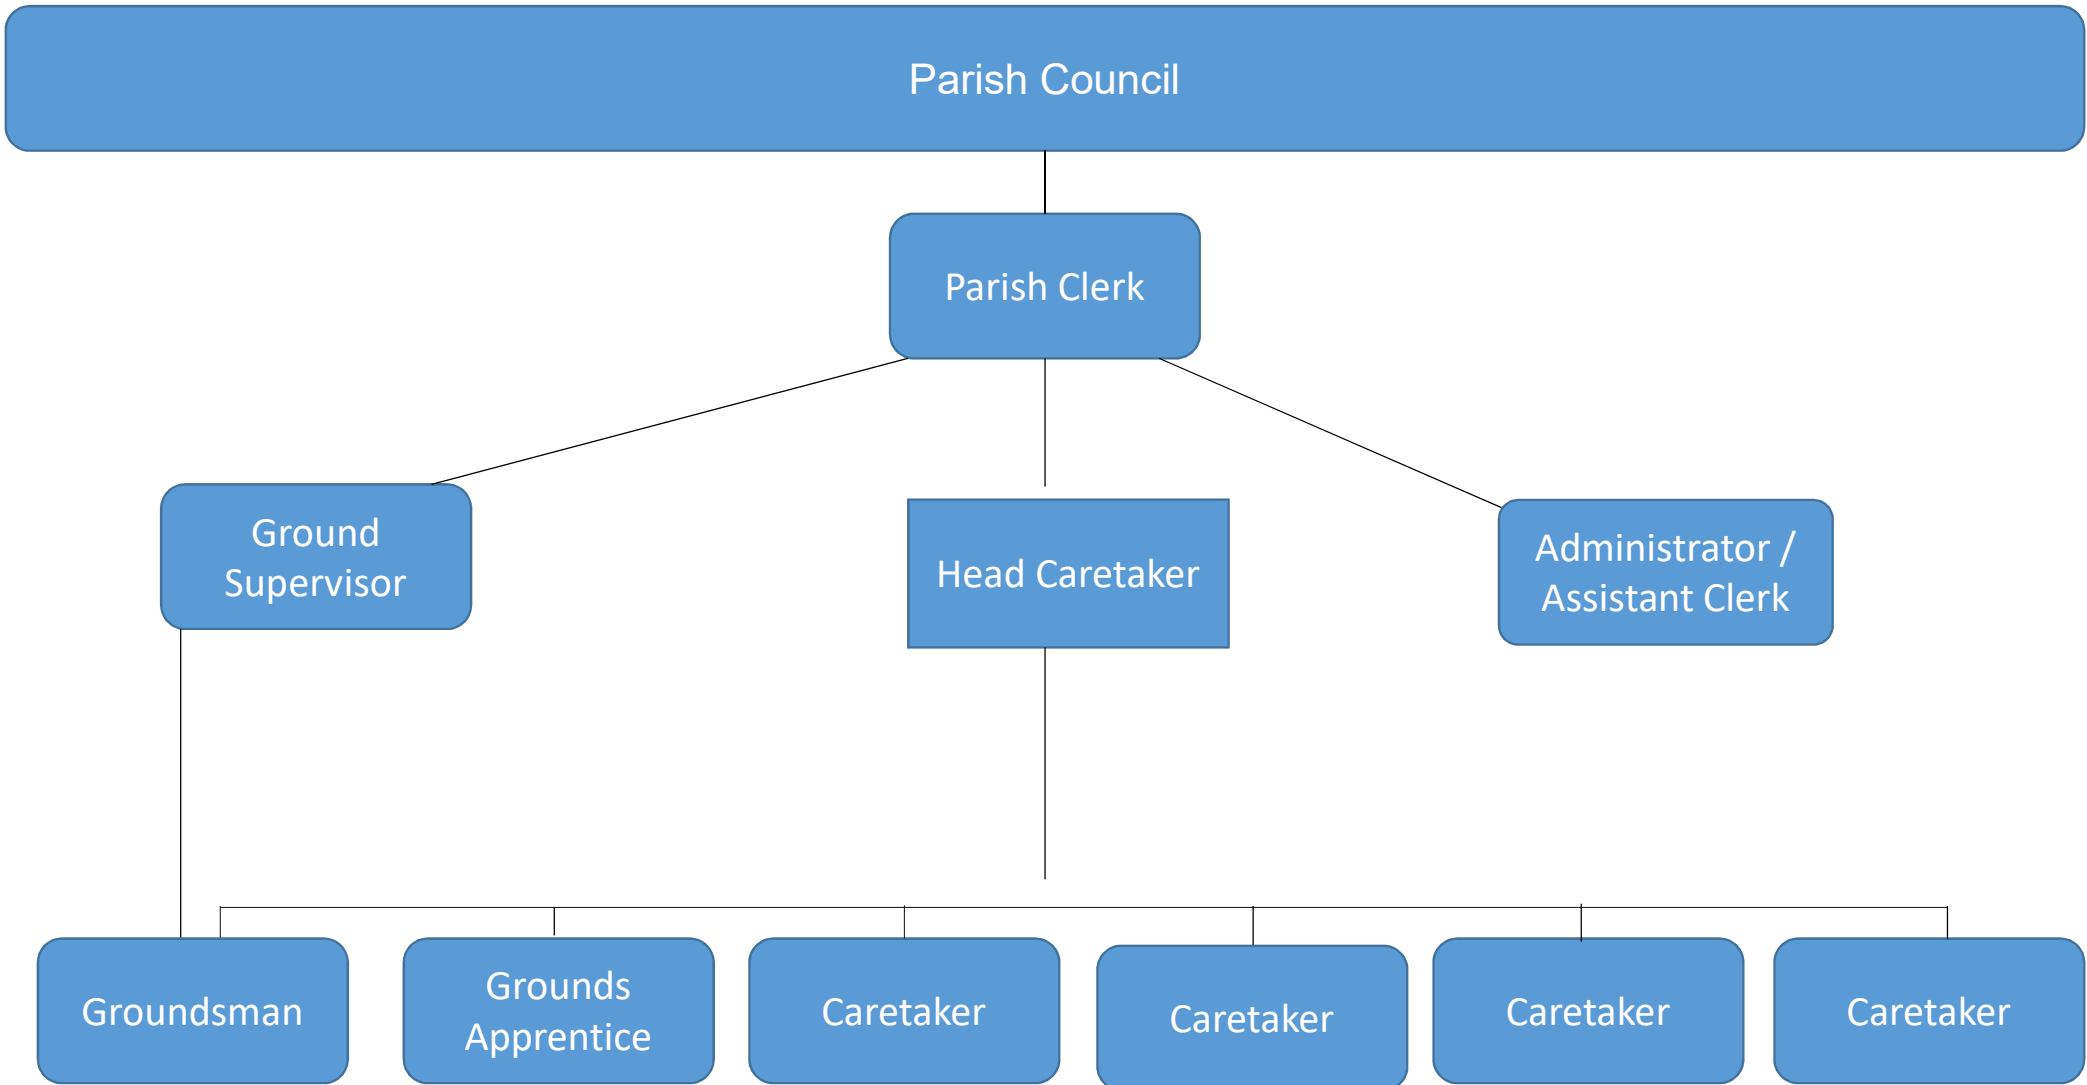 Parish Council
Parish Clerk
Ground
Supervisor
Head Caretaker
Administrator /
Assistant Clerk
Groundsman
Grounds
Apprentice
Caretaker
Caretaker
Caretaker
Caretaker